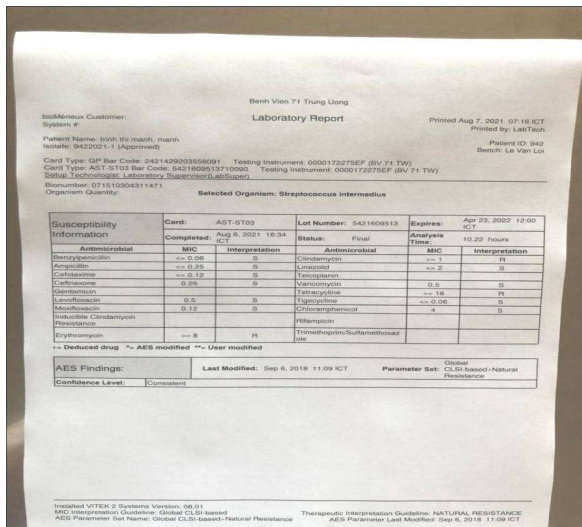 Benh Vien 71 Trung Uong
bioMérieux Customer: Laboratory Report Printed Aug 7, 2021 07:16 ICT
System #: Printed by: LabTech
Patient Name: trinh thi manh, manh Patient ID: 942
Isolate: 9422021-1 (Approved) Bench: Le Van Loi
Card Type: GP Bar Code: 2421429203558091 Testing Instrument: 0000172275EF (BV 71 TW)
Card Type: AST-ST03 Bar Code: 5421609513710090 Testing Instrument: 0000172275EF (BV 71 TW)
Setup Technologist: Laboratory Supervisor(LabSuper)
Bionumber: 071510304311471
Organism Quantity: Selected Organism: Streptococcus intermedius
Susceptibility Information Card: AST-ST03 Lot Number: 5421609513 Expires: Apr 23, 2022 12:00 ICT
Completed: Aug 6, 2021 18:34 ICT Status: Final Analysis Time: 10.22 hours
Antimicrobial MIC Interpretation Antimicrobial MIC Interpretation
Benzylpenicillin <= 0.06 S Clindamycin >= 1 R
Ampicillin <= 0.25 S Linezolid <= 2 S
Cefotaxime <= 0.12 S Teicoplanin
Ceftriaxone 0.25 S Vancomycin 0.5 S
Gentamicin Tetracycline >= 16 R
Levofloxacin 0.5 S Tigecycline <= 0.06 S
Moxifloxacin 0.12 S Chloramphenicol 4 S
Inducible Clindamycin Resistance Rifampicin
Erythromycin >= 8 R Trimethoprim/Sulfamethoxazole
+= Deduced drug *= AES modified **= User modified
AES Findings: Last Modified: Sep 6, 2018 11:09 ICT Parameter Set: Global CLSI-based+Natural Resistance
Confidence Level: Consistent
Installed VITEK 2 Systems Version: 08.01
MIC Interpretation Guideline: Global CLSI-based Therapeutic Interpretation Guideline: NATURAL RESISTANCE
AES Parameter Set Name: Global CLSI-based+Natural Resistance AES Parameter Last Modified: Sep 6, 2018 11:09 ICT